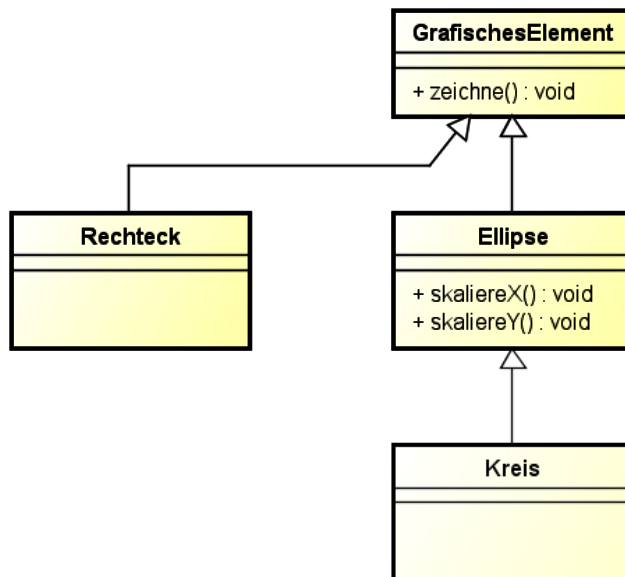 GrafischesElement
+ zeichne() : void
Rechteck
Ellipse
+ skaliereX() : void
+ skaliereY() : void
Kreis